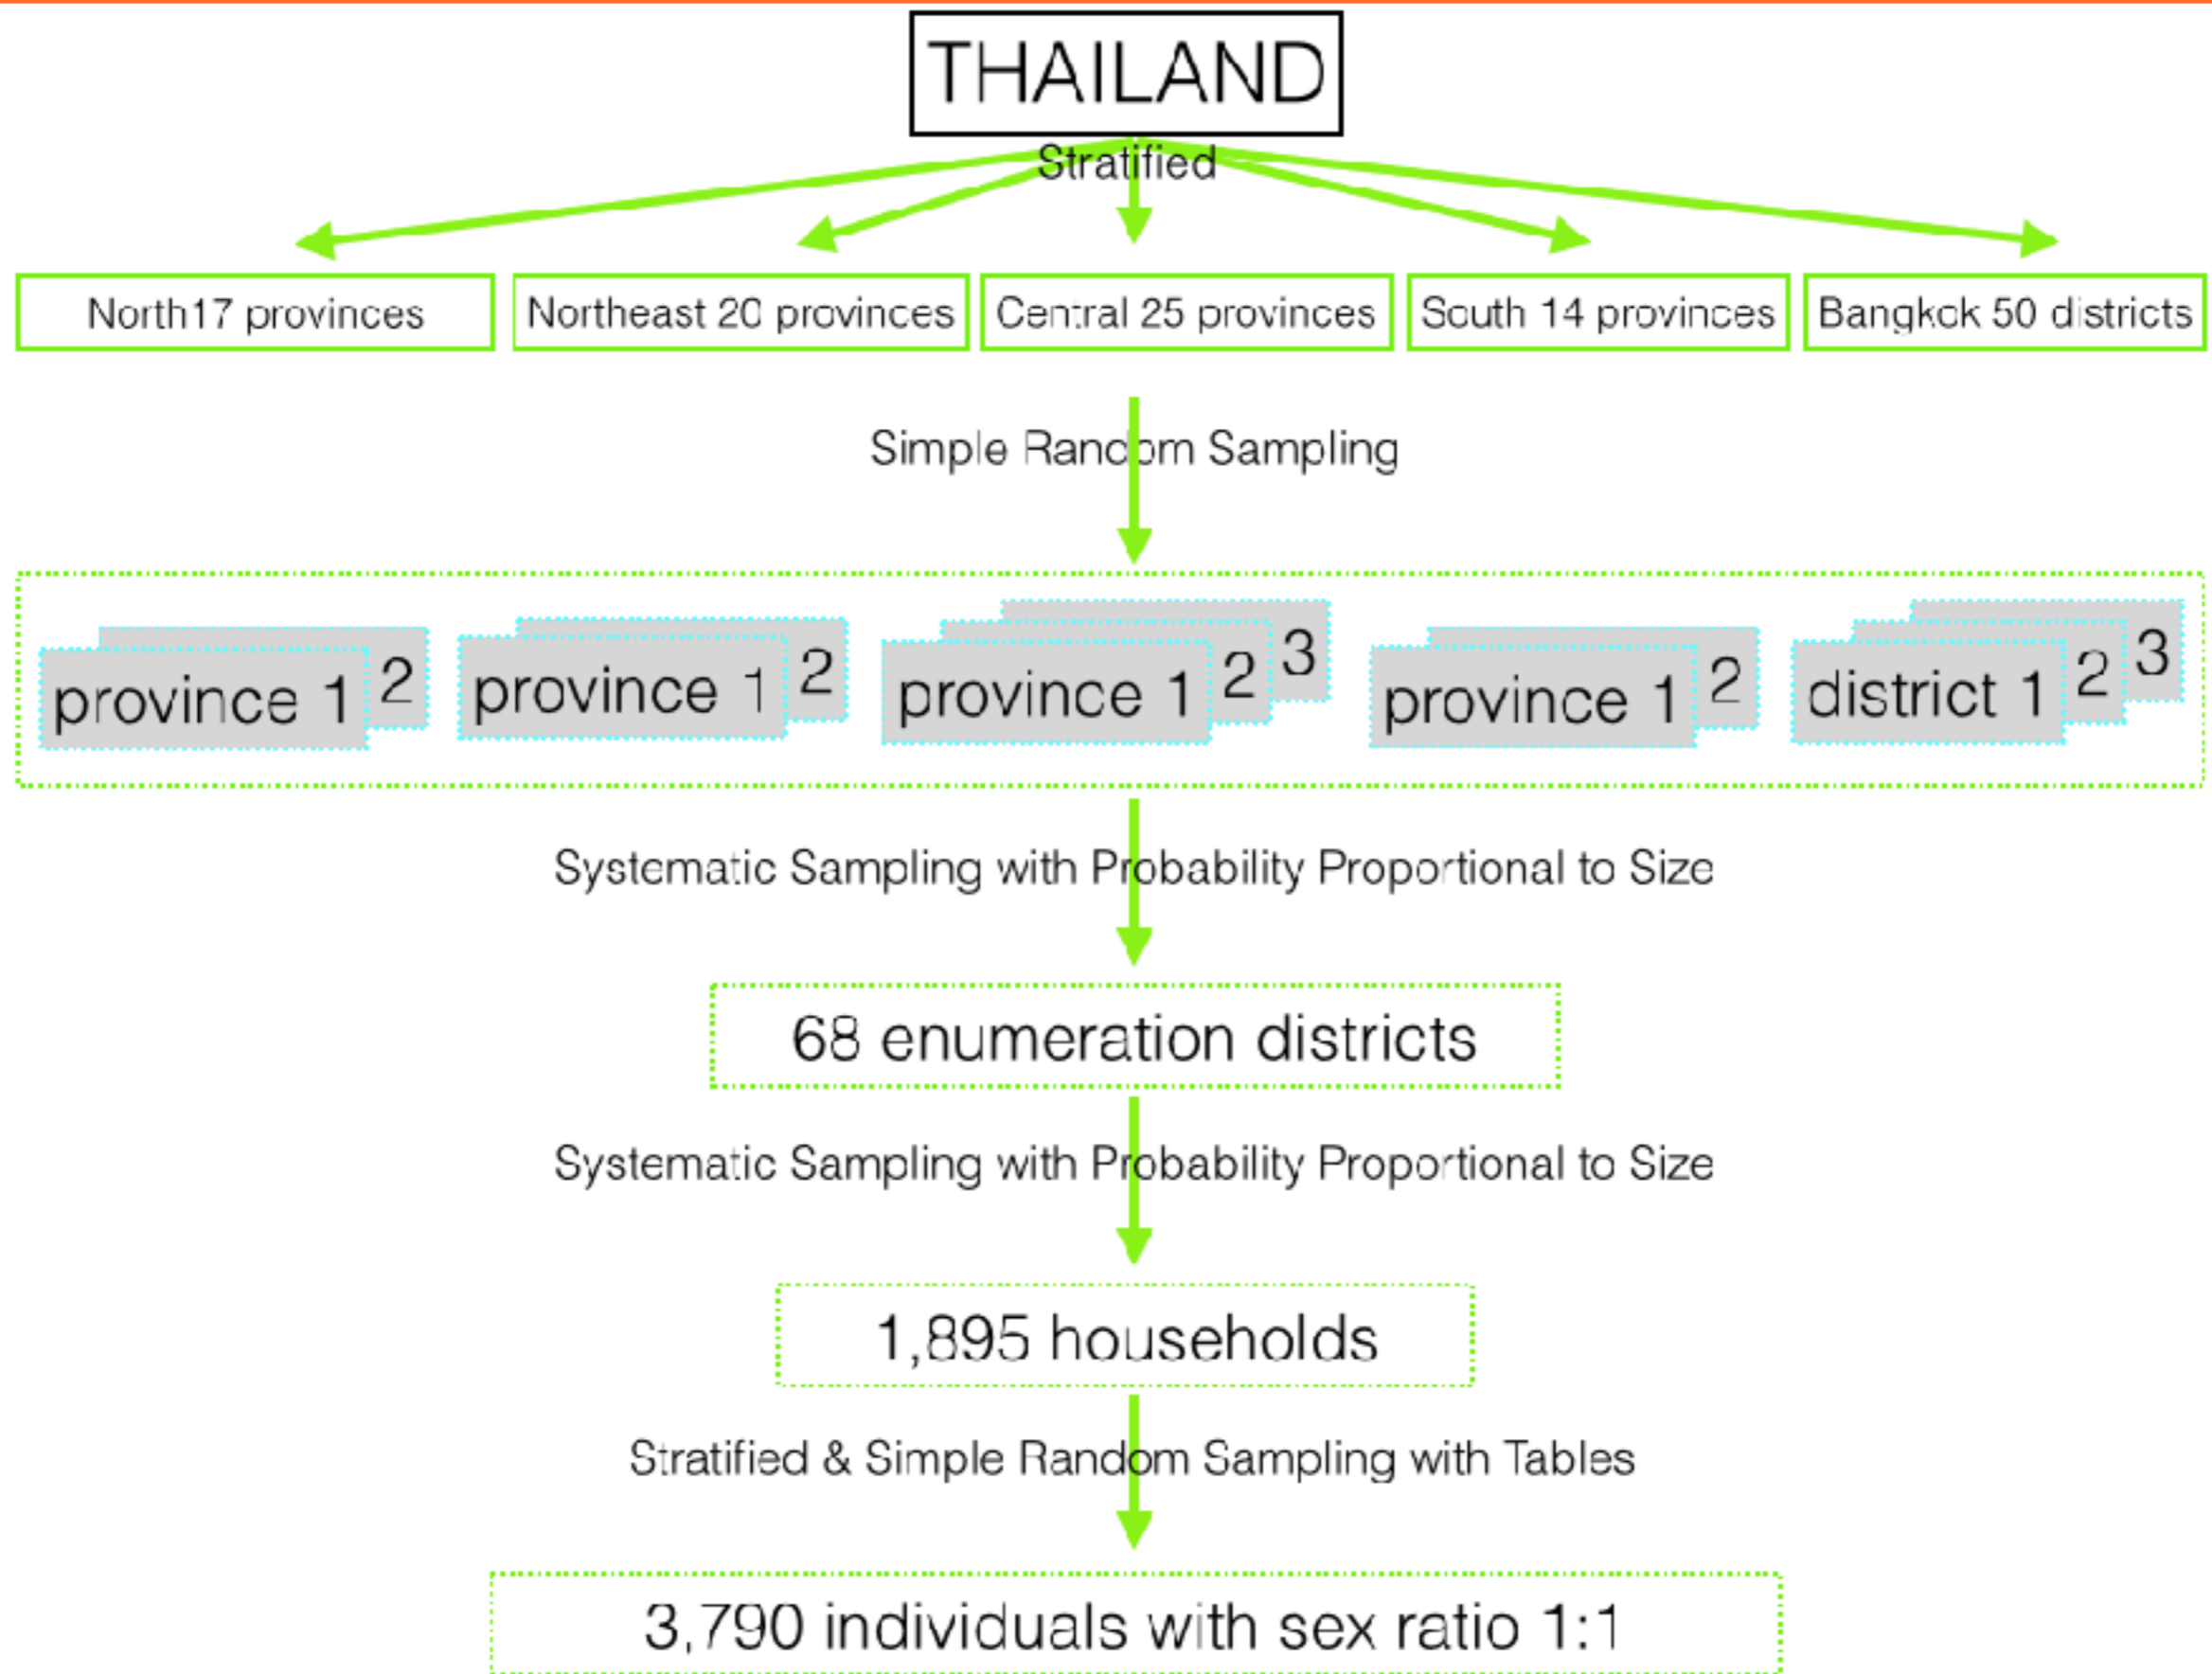 THAILAND
Stratified
North17 provinces
Northeast 20 provinces
Central 25 provinces
South 14 provinces
Bangkok 50 districts
Simple Random Sampling
province 1 2
province 1 2
province 1 2 3
province 1 2
district 1 2 3
Systematic Sampling with Probability Proportional to Size
68 enumeration districts
Systematic Sampling with Probability Proportional to Size
1,895 households
Stratified & Simple Random Sampling with Tables
3,790 individuals with sex ratio 1:1